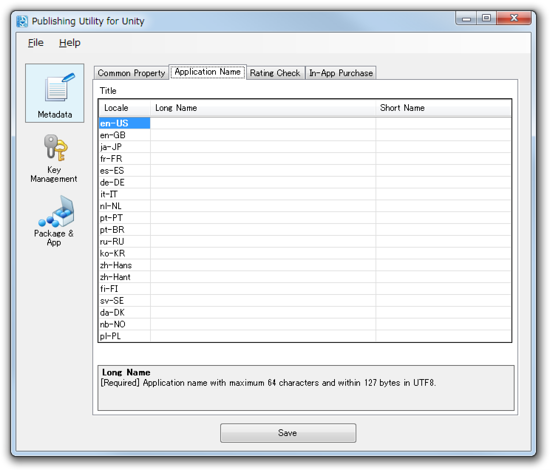 Publishing Utility for Unity
File Help
Common Property Application Name Rating Check In-App Purchase
Metadata
Key
Management
Package &
App
Title
Locale Long Name Short Name
en-US
en-GB
ja-JP
fr-FR
es-ES
de-DE
it-IT
nl-NL
pt-PT
pt-BR
ru-RU
ko-KR
zh-Hans
zh-Hant
fi-FI
sv-SE
da-DK
nb-NO
pl-PL
Long Name
[Required] Application name with maximum 64 characters and within 127 bytes in UTF8.
Save